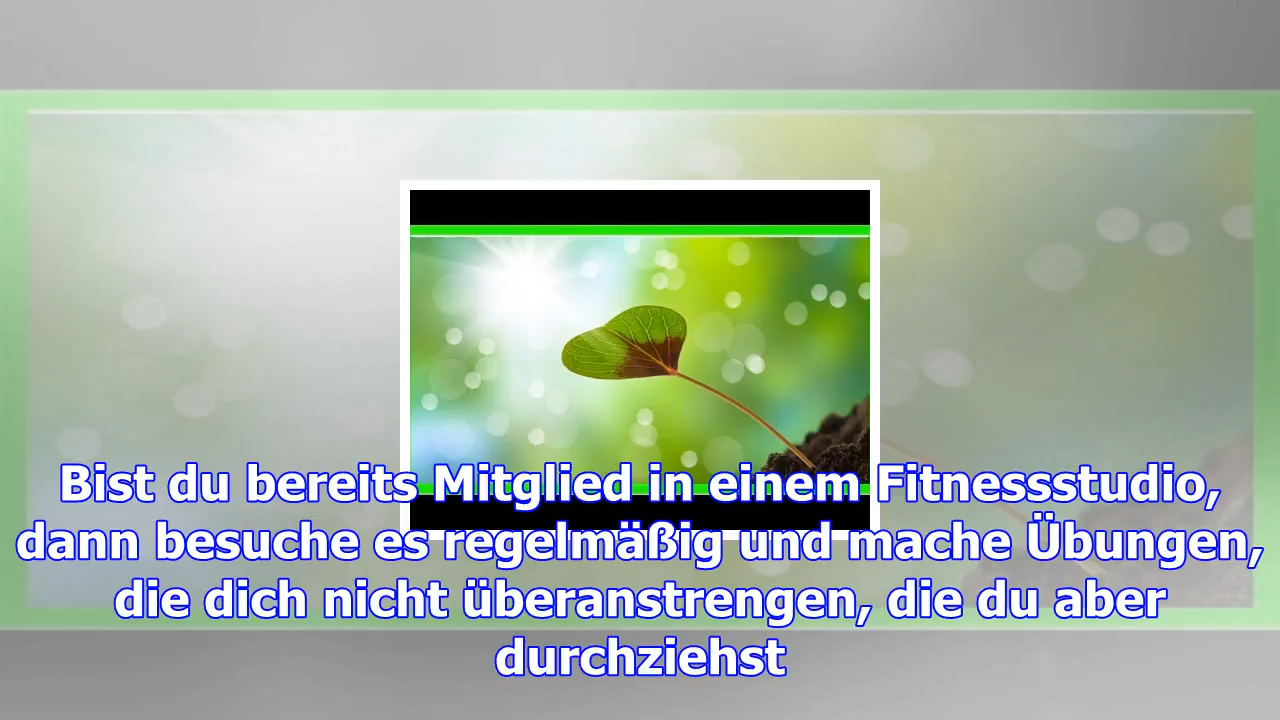 Bist du bereits Mitglied in einem Fitnessstudio,
dann besuche es regelmäßig und mache Übungen,
die dich nicht überanstrengen, die du aber
durchziehst